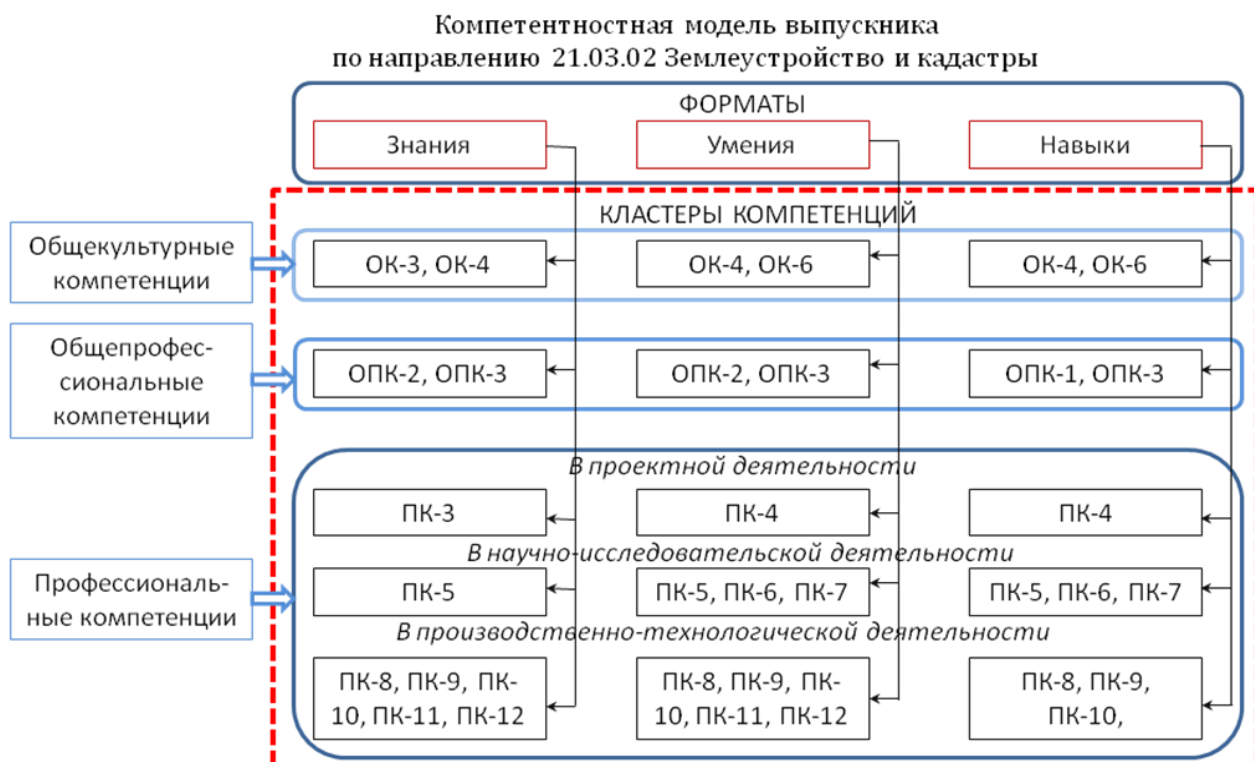 Компетентностная модель выпускника
по направлению 21.03.02 Землеустройство и кадастры
ФОРМАТЫ
Знания
Умения
Навыки
КЛАСТЕРЫ КОМПЕТЕНЦИЙ
Общекультурные
компетенции
ОК-3, ОК-4
ОК-4, ОК-6
ОК-4, ОК-6
Общепрофес-
сиональные
компетенции
ОПК-2, ОПК-3
ОПК-2, ОПК-3
ОПК-1, ОПК-3
Профессиональ-
ные компетенции
В проектной деятельности
ПК-3
ПК-4
ПК-4
В научно-исследовательской деятельности
ПК-5
ПК-5, ПК-6, ПК-7
ПК-5, ПК-6, ПК-7
В производственно-технологической деятельности
ПК-8, ПК-9, ПК-
10, ПК-11, ПК-12
ПК-8, ПК-9, ПК-
10, ПК-11, ПК-12
ПК-8, ПК-9,
ПК-10,